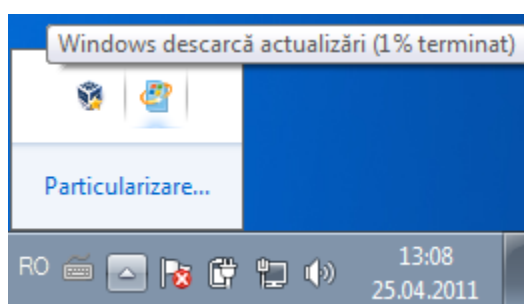 Windows descarcă actualizări (1% terminat)
Particularizare...
RO
13:08
25.04.2011